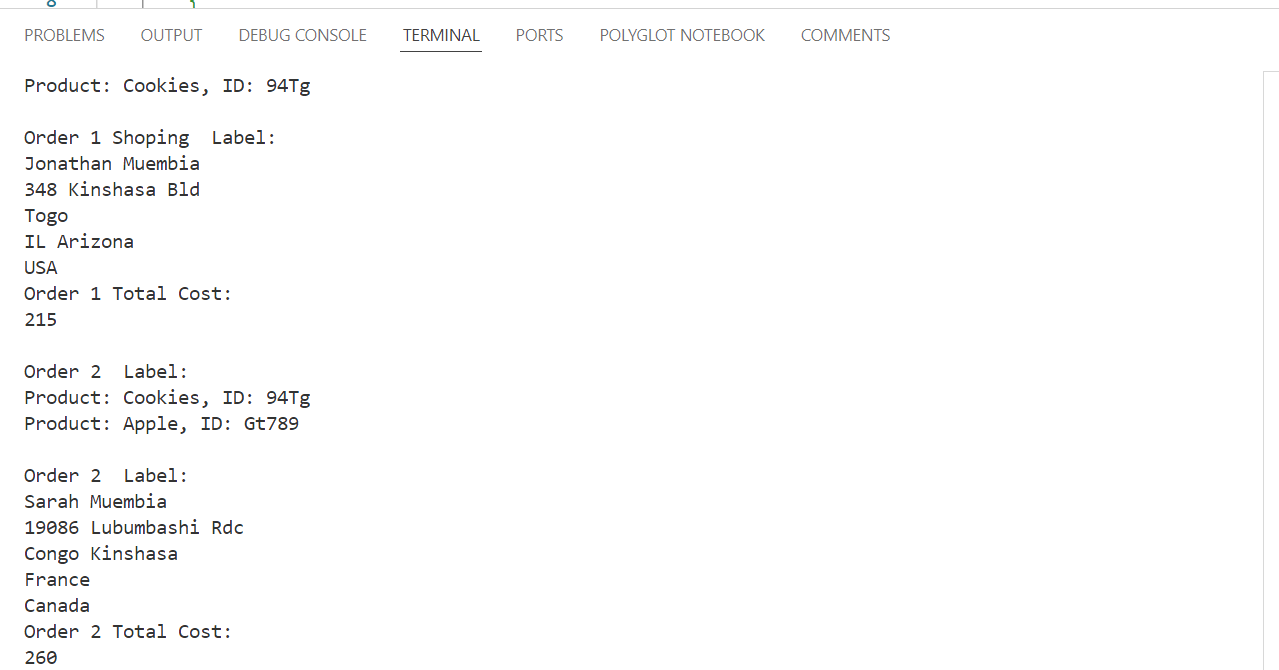 8 }
PROBLEMS OUTPUT DEBUG CONSOLE TERMINAL PORTS POLYGLOT NOTEBOOK COMMENTS
Product: Cookies, ID: 94Tg
Order 1 Shoping  Label:
Jonathan Muembia
348 Kinshasa Bld
Togo
IL Arizona
USA
Order 1 Total Cost:
215
Order 2  Label:
Product: Cookies, ID: 94Tg
Product: Apple, ID: Gt789
Order 2  Label:
Sarah Muembia
19086 Lubumbashi Rdc
Congo Kinshasa
France
Canada
Order 2 Total Cost:
260